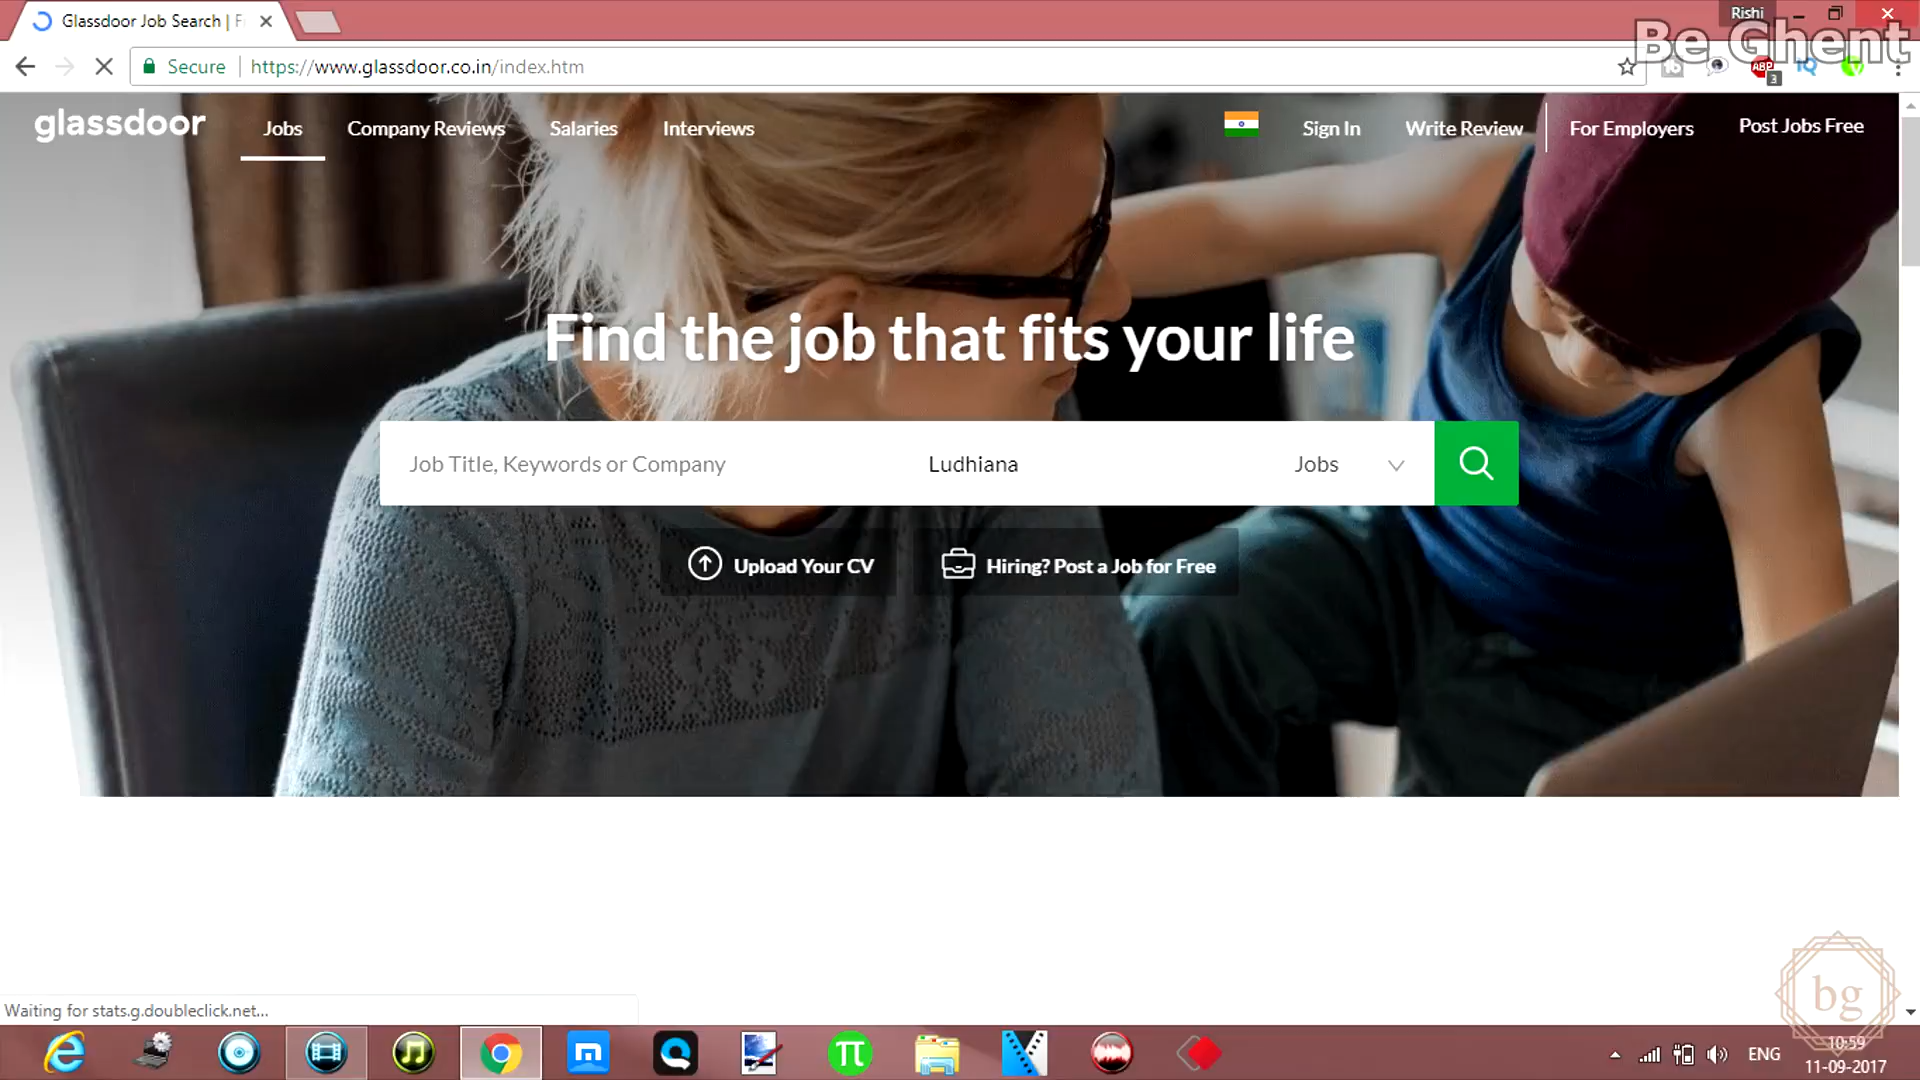 Glassdoor Job Search | F
Rishi
Be Ghent
Secure
https://www.glassdoor.co.in/index.htm
ABP
3
glassdoor
Jobs
Company Reviews
Salaries
Interviews
Sign In
Write Review
For Employers
Post Jobs Free
Find the job that fits your life
Job Title, Keywords or Company
Ludhiana
Jobs
Upload Your CV
Hiring? Post a Job for Free
bg
Waiting for stats.g.doubleclick.net...
ENG
10:59
11-09-2017